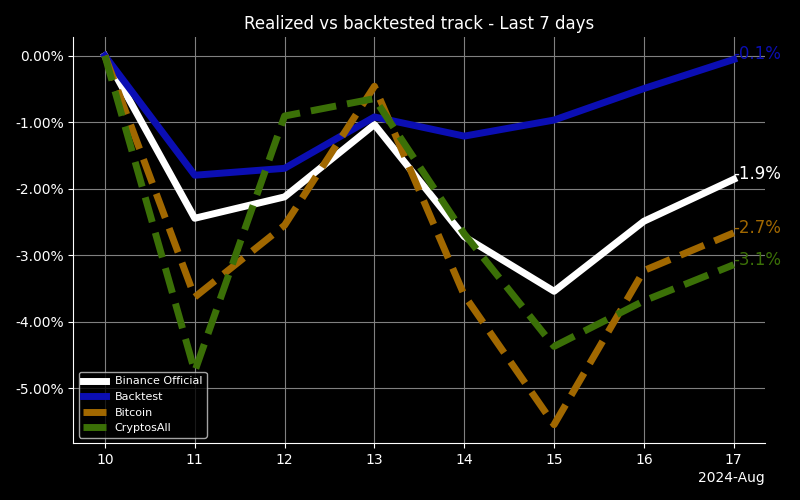 Realized vs backtested track - Last 7 days
0.00%
-1.00%
-2.00%
-3.00%
-4.00%
-5.00%
-0.1%
-1.9%
-2.7%
-3.1%
Binance Official
Backtest
Bitcoin
CryptosAll
10 11 12 13 14 15 16 17
2024-Aug